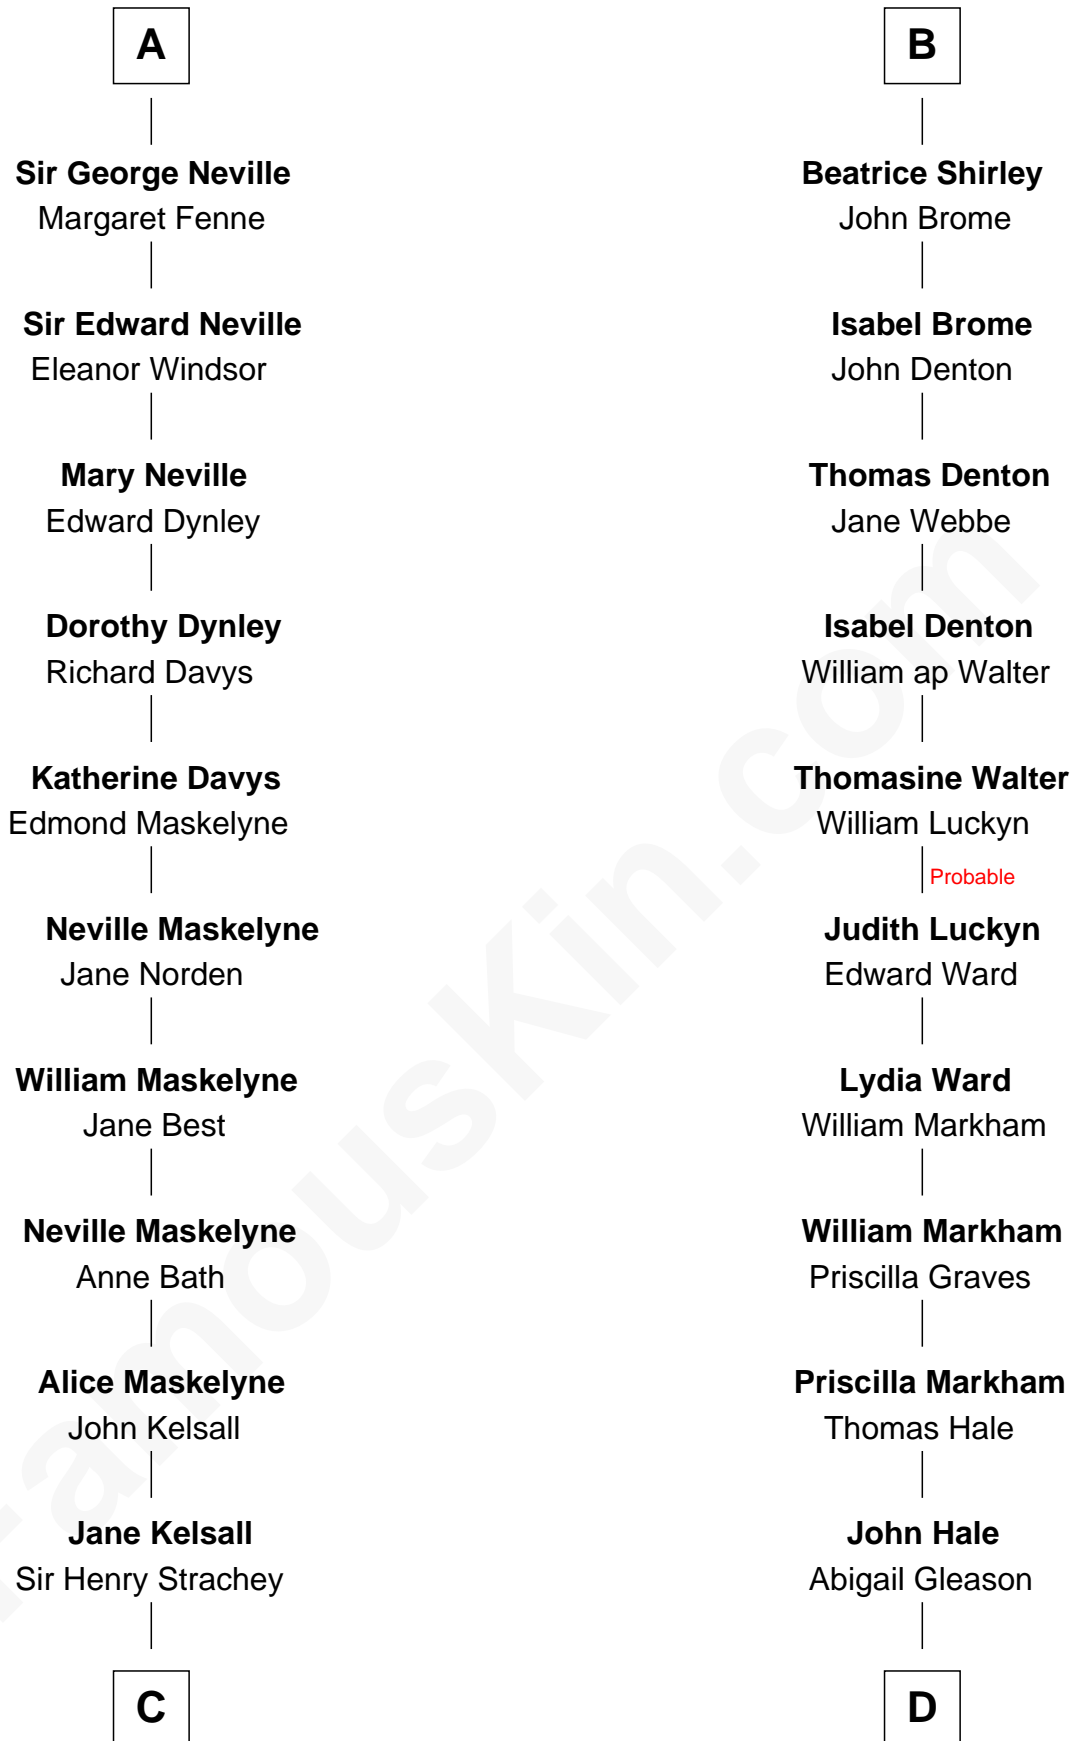 A
Sir George Neville
Margaret Fenne
Sir Edward Neville
Eleanor Windsor
Mary Neville
Edward Dynley
Dorothy Dynley
Richard Davys
Katherine Davys
Edmond Maskelyne
Neville Maskelyne
Jane Norden
William Maskelyne
Jane Best
Neville Maskelyne
Anne Bath
Alice Maskelyne
John Kelsall
Jane Kelsall
Sir Henry Strachey
C
B
Beatrice Shirley
John Brome
Isabel Brome
John Denton
Thomas Denton
Jane Webbe
Isabel Denton
William ap Walter
Thomasine Walter
William Luckyn
Probable
Judith Luckyn
Edward Ward
Lydia Ward
William Markham
William Markham
Priscilla Graves
Priscilla Markham
Thomas Hale
John Hale
Abigail Gleason
D
FamousKin.com